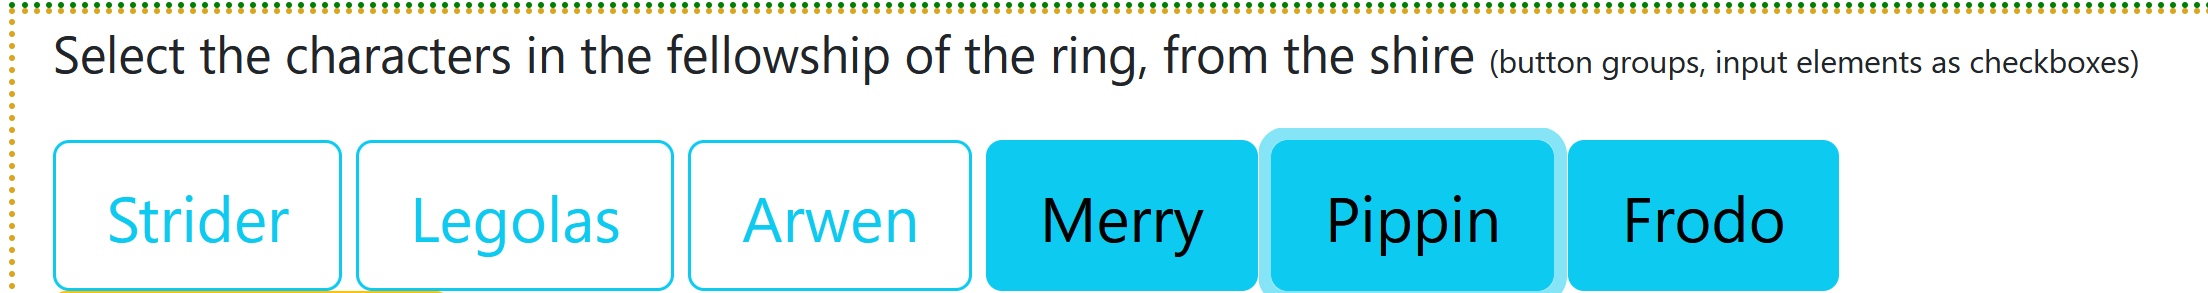 Select the characters in the fellowship of the ring, from the shire (button groups, input elements as checkboxes)
Strider Legolas Arwen Merry Pippin Frodo